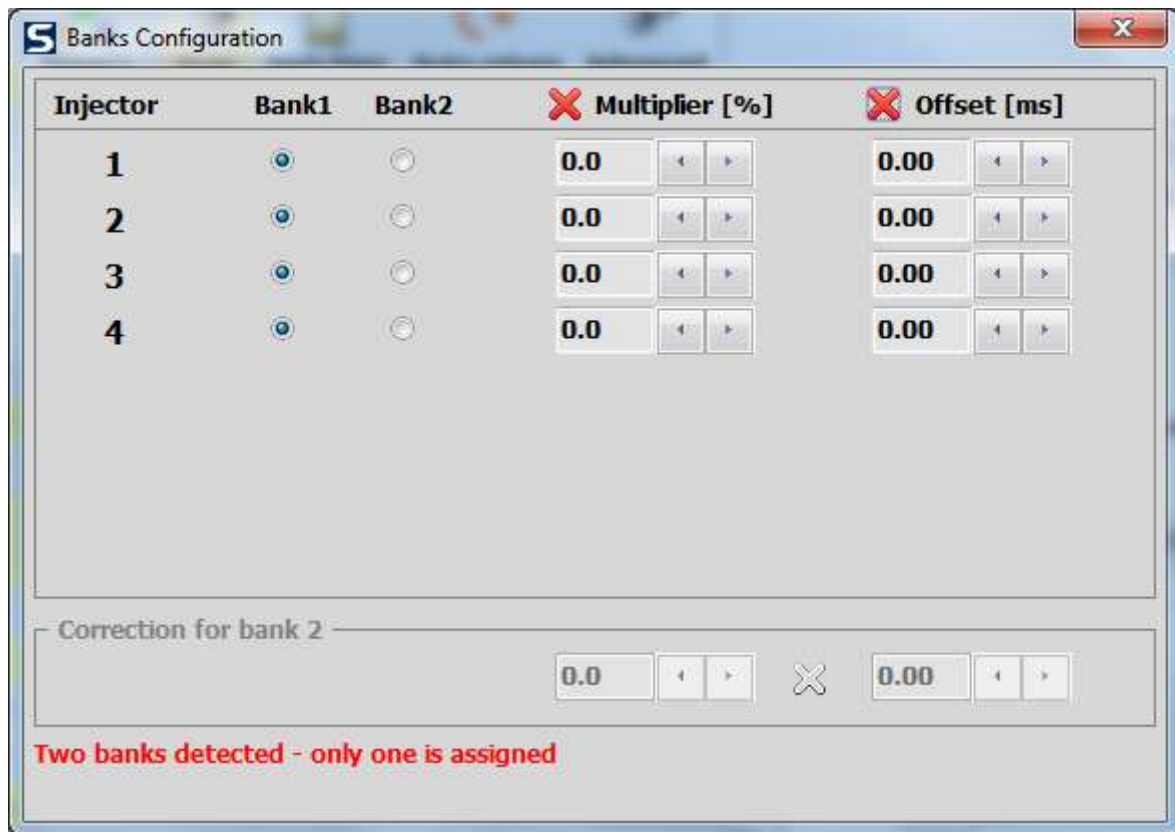 S Banks Configuration X
Injector Bank1 Bank2 Multiplier [%] Offset [ms]
1 0.0 0.00
2 0.0 0.00
3 0.0 0.00
4 0.0 0.00
Correction for bank 2
0.0 0.00
Two banks detected - only one is assigned